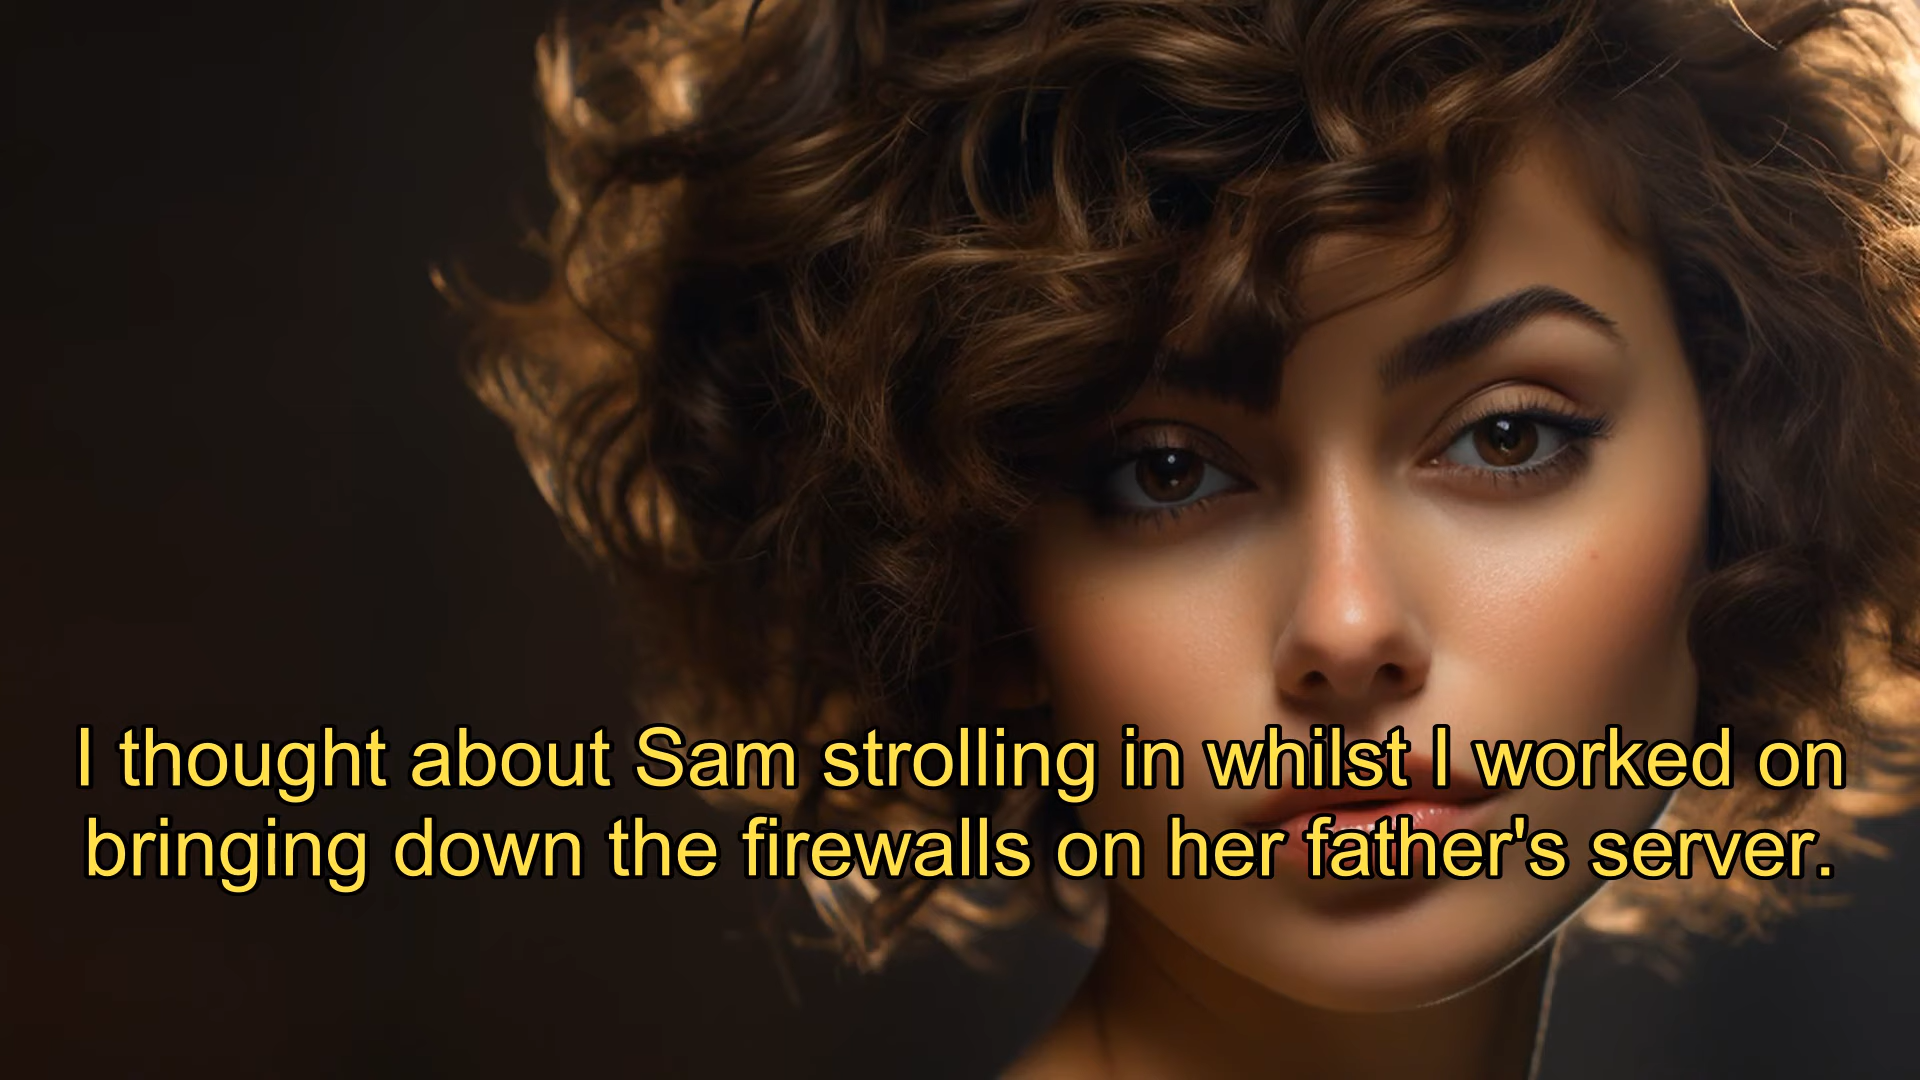 I thought about Sam strolling in whilst I worked on
bringing down the firewalls on her father's server.